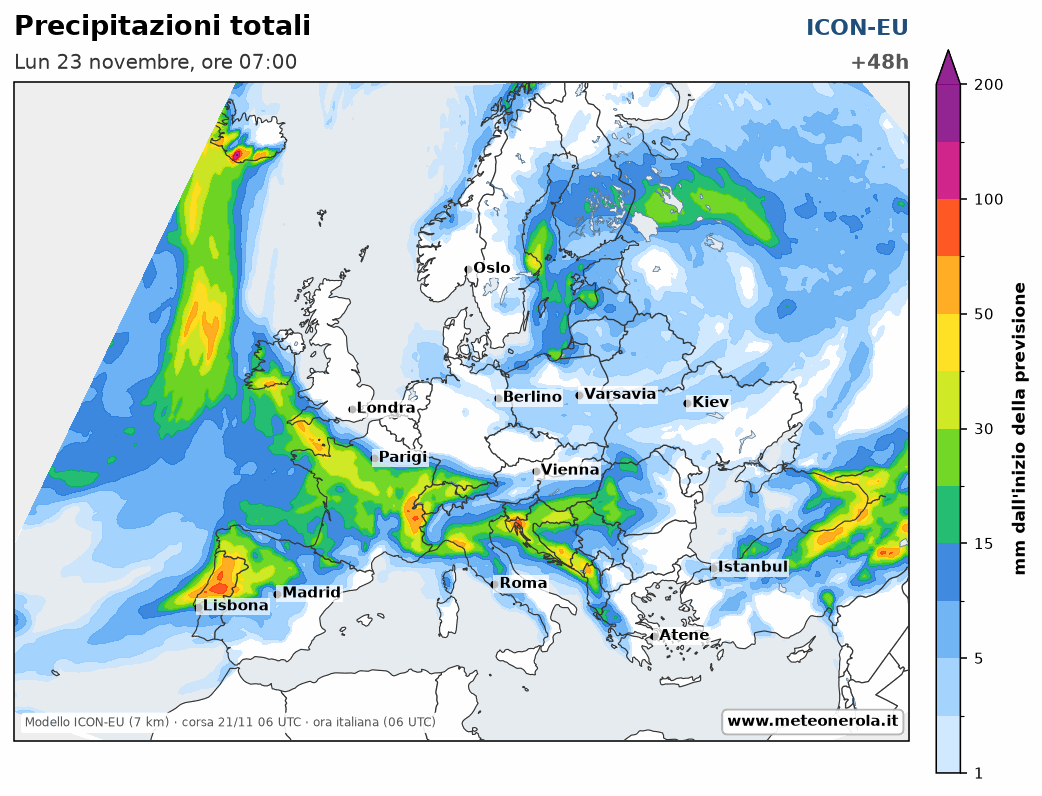 Precipitazioni totali
ICON-EU
Lun 23 novembre, ore 07:00
+48h
200
100
50
30
15
5
1
mm dall'inizio della previsione
Oslo
Londra
Berlino
Varsavia
Kiev
Parigi
Vienna
Istanbul
Roma
Madrid
Lisbona
Atene
Modello ICON-EU (7 km) · corsa 21/11 06 UTC · ora italiana (06 UTC)
www.meteonerola.it